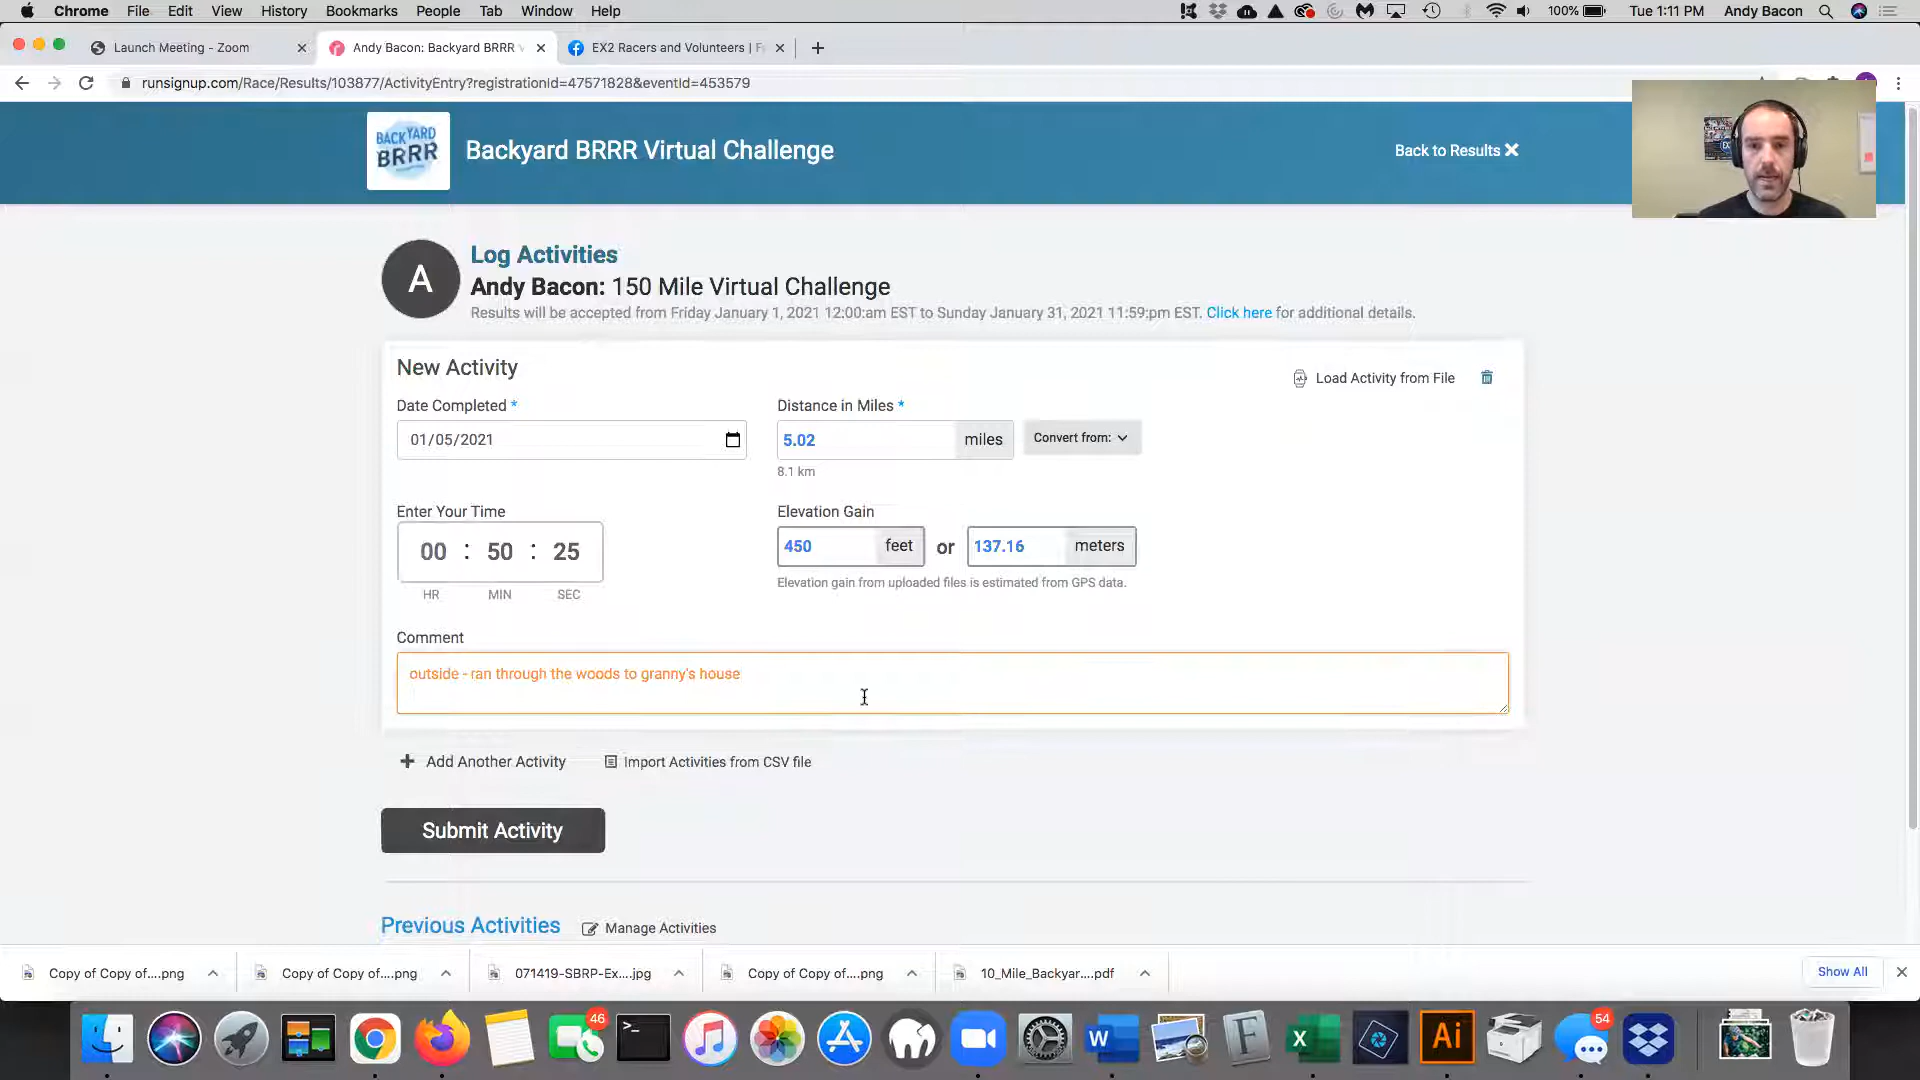 Chrome File Edit View History Bookmarks People Tab Window Help 100% Tue 1:11 PM Andy Bacon
Launch Meeting - Zoom
Andy Bacon: Backyard BRRR
EX2 Racers and Volunteers | F
runsignup.com/Race/Results/103877/ActivityEntry?registrationId=47571828&eventId=453579
BACKYARD
BRRR
Backyard BRRR Virtual Challenge
Back to Results
A
Log Activities
Andy Bacon: 150 Mile Virtual Challenge
Results will be accepted from Friday January 1, 2021 12:00:am EST to Sunday January 31, 2021 11:59:pm EST. Click here for additional details.
New Activity
Load Activity from File
Date Completed *
Distance in Miles *
01/05/2021
5.02 miles
Convert from:
8.1 km
Enter Your Time
Elevation Gain
00 : 50 : 25
450 feet or 137.16 meters
HR MIN SEC
Elevation gain from uploaded files is estimated from GPS data.
Comment
outside - ran through the woods to granny's house
+ Add Another Activity
Import Activities from CSV file
Submit Activity
Previous Activities
Manage Activities
Copy of Copy of....png
Copy of Copy of....png
071419-SBRP-Ex....jpg
Copy of Copy of....png
10_Mile_Backyar....pdf
Show All
46
54
W
F
X
Ai